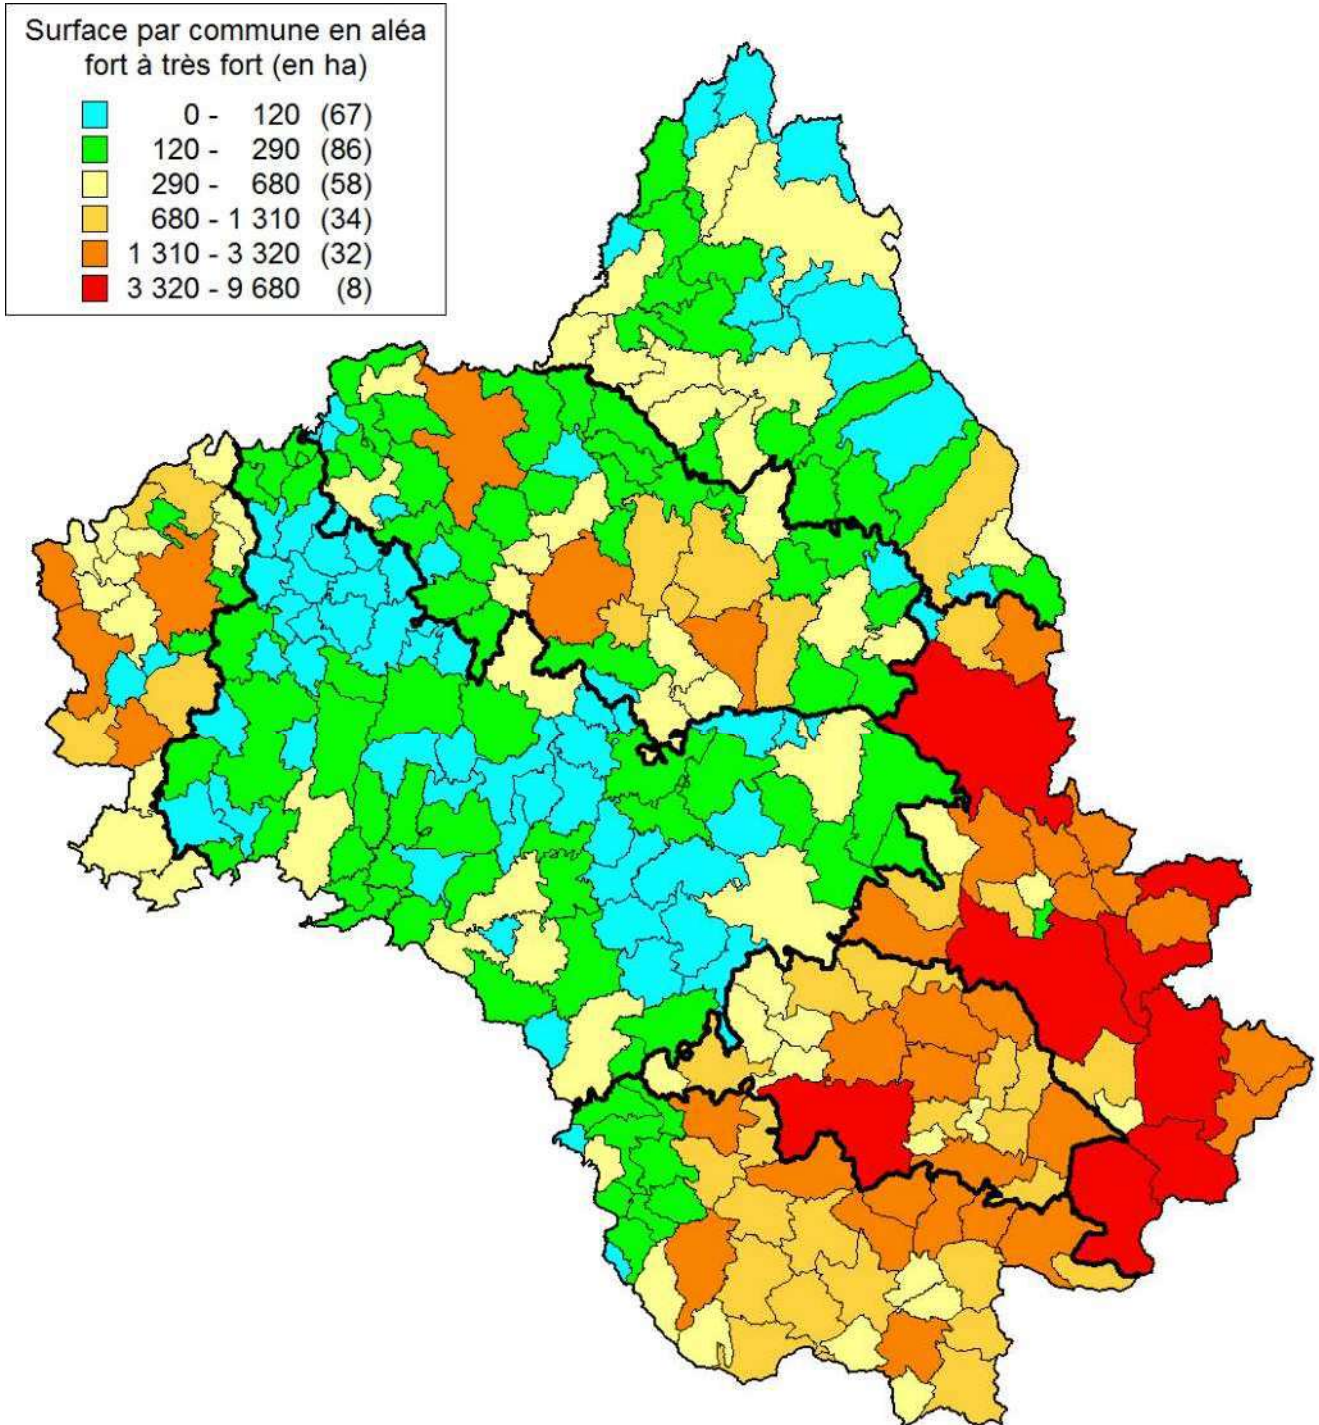 Surface par commune en aléa
fort à très fort (en ha)
0 - 120 (67)
120 - 290 (86)
290 - 680 (58)
680 - 1 310 (34)
1 310 - 3 320 (32)
3 320 - 9 680 (8)